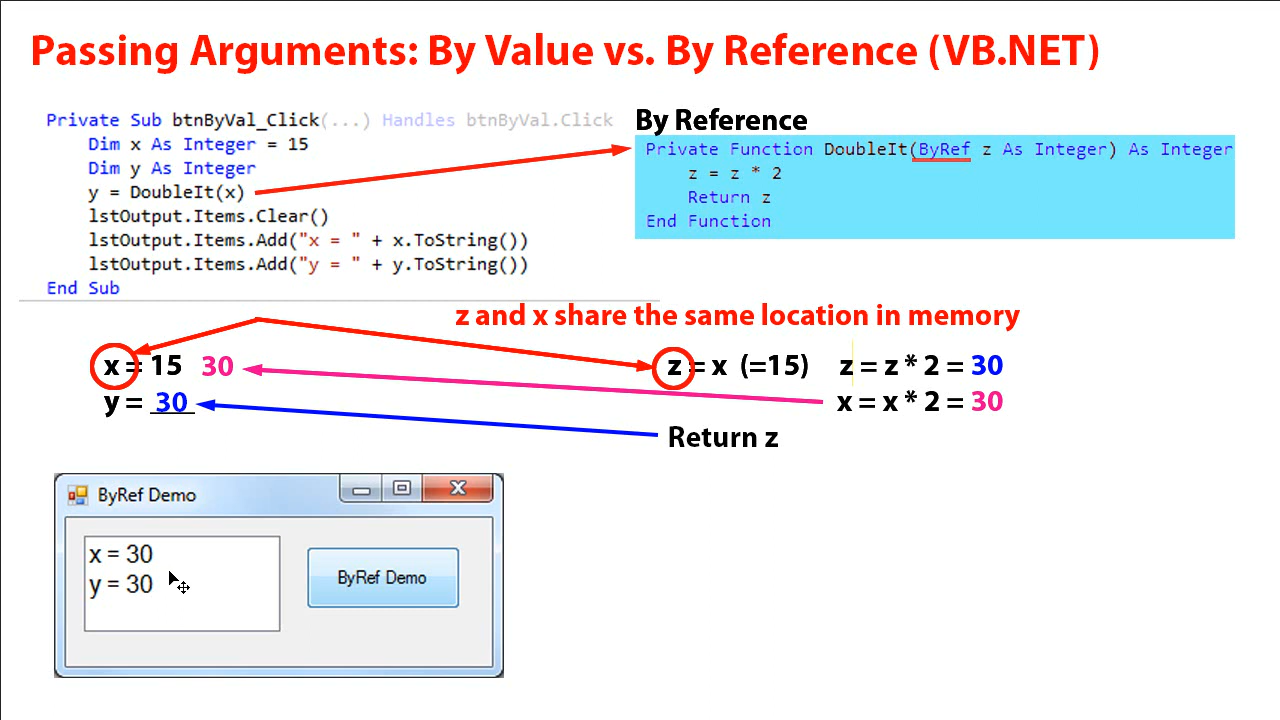 Passing Arguments: By Value vs. By Reference (VB.NET)
Private Sub btnByVal_Click(...) Handles btnByVal.Click
Dim x As Integer = 15
Dim y As Integer
y = DoubleIt(x)
lstOutput.Items.Clear()
lstOutput.Items.Add("x = " + x.ToString())
lstOutput.Items.Add("y = " + y.ToString())
End Sub
By Reference
Private Function DoubleIt(ByRef z As Integer) As Integer
z = z * 2
Return z
End Function
z and x share the same location in memory
x = 15 30
z = x (=15) z = z * 2 = 30
y = 30
x = x * 2 = 30
Return z
ByRef Demo
x = 30
y = 30
ByRef Demo